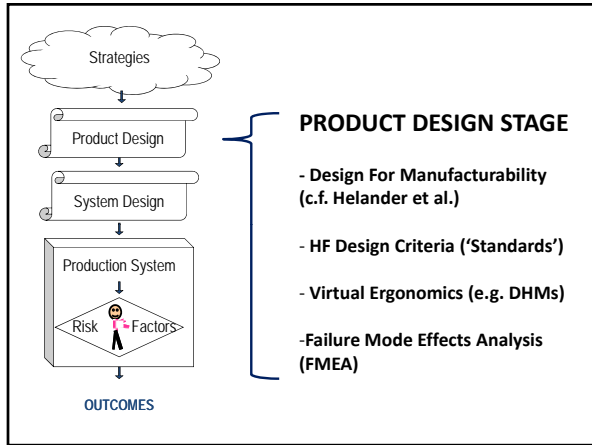 Strategies
Product Design
System Design
Production System
Risk Factors
OUTCOMES
PRODUCT DESIGN STAGE
- Design For Manufacturability
(c.f. Helander et al.)
- HF Design Criteria (‘Standards’)
- Virtual Ergonomics (e.g. DHMs)
-Failure Mode Effects Analysis
(FMEA)